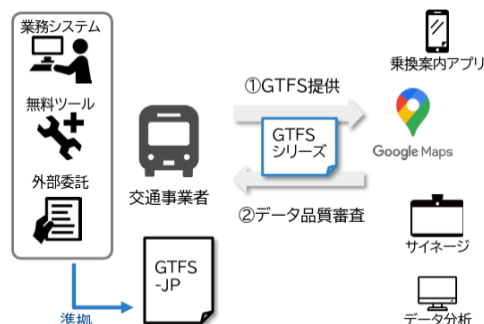 業務システム
無料ツール
外部委託
準拠
交通事業者
GTFS
-JP
①GTFS提供
GTFS
シリーズ
②データ品質審査
乗換案内アプリ
Google Maps
サイネージ
データ分析